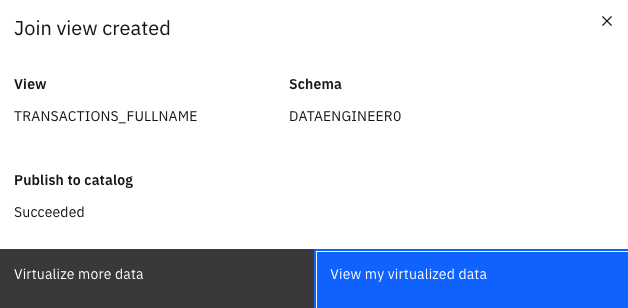 Join view created
View
Schema
TRANSACTIONS_FULLNAME
DATAENGINEER0
Publish to catalog
Succeeded
Virtualize more data
View my virtualized data